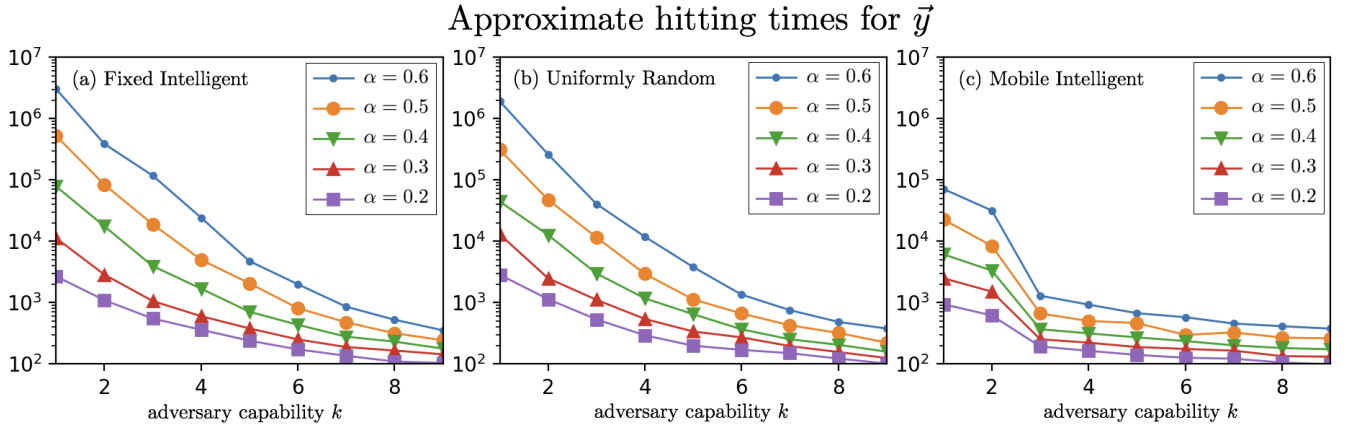 Approximate hitting times for $\vec{y}$
(a) Fixed Intelligent
10^7
10^6
10^5
10^4
10^3
10^2
α = 0.6
α = 0.5
α = 0.4
α = 0.3
α = 0.2
2 4 6 8
adversary capability k
(b) Uniformly Random
10^7
10^6
10^5
10^4
10^3
10^2
α = 0.6
α = 0.5
α = 0.4
α = 0.3
α = 0.2
2 4 6 8
adversary capability k
(c) Mobile Intelligent
10^7
10^6
10^5
10^4
10^3
10^2
α = 0.6
α = 0.5
α = 0.4
α = 0.3
α = 0.2
2 4 6 8
adversary capability k